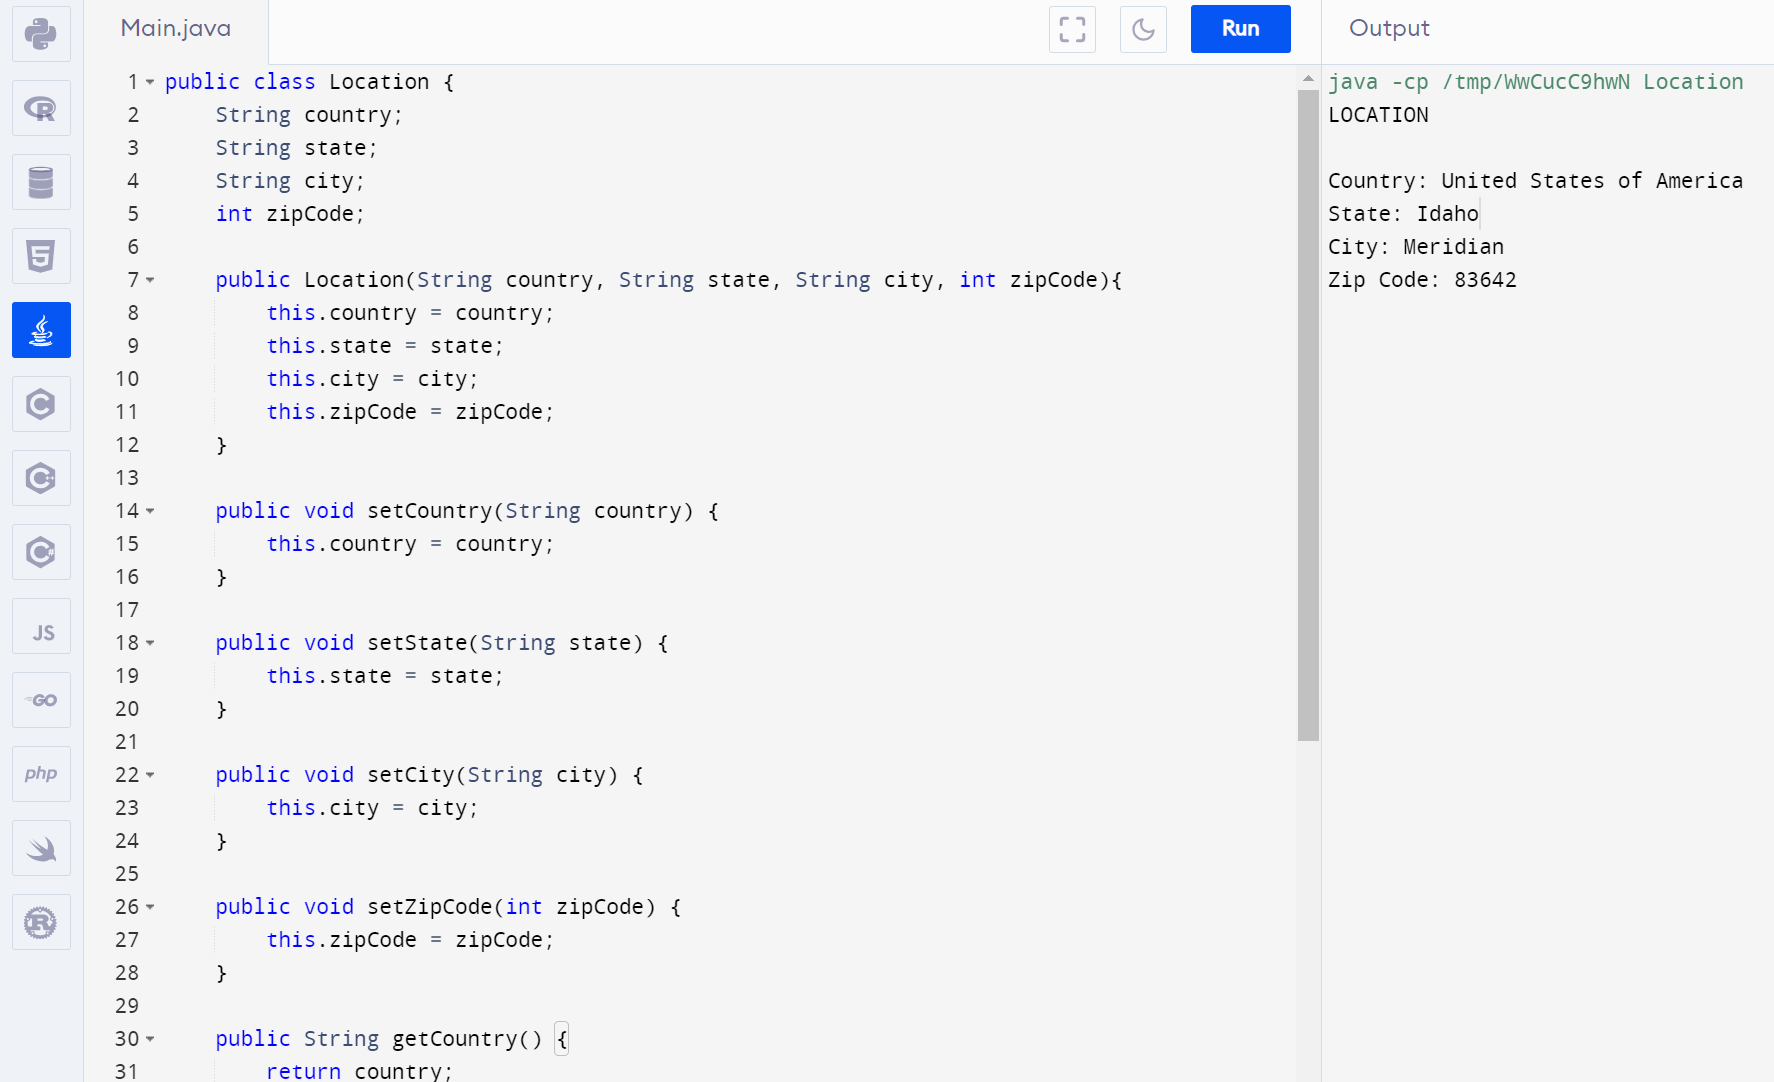 Main.java
Run
Output
1 public class Location {
2     String country;
3     String state;
4     String city;
5     int zipCode;
6
7     public Location(String country, String state, String city, int zipCode){
8         this.country = country;
9         this.state = state;
10         this.city = city;
11         this.zipCode = zipCode;
12     }
13
14     public void setCountry(String country) {
15         this.country = country;
16     }
17
18     public void setState(String state) {
19         this.state = state;
20     }
21
22     public void setCity(String city) {
23         this.city = city;
24     }
25
26     public void setZipCode(int zipCode) {
27         this.zipCode = zipCode;
28     }
29
30     public String getCountry() {
31         return country;
java -cp /tmp/WwCucC9hwN Location
LOCATION
Country: United States of America
State: Idaho
City: Meridian
Zip Code: 83642
R
5
C
C++
C#
JS
GO
php
R